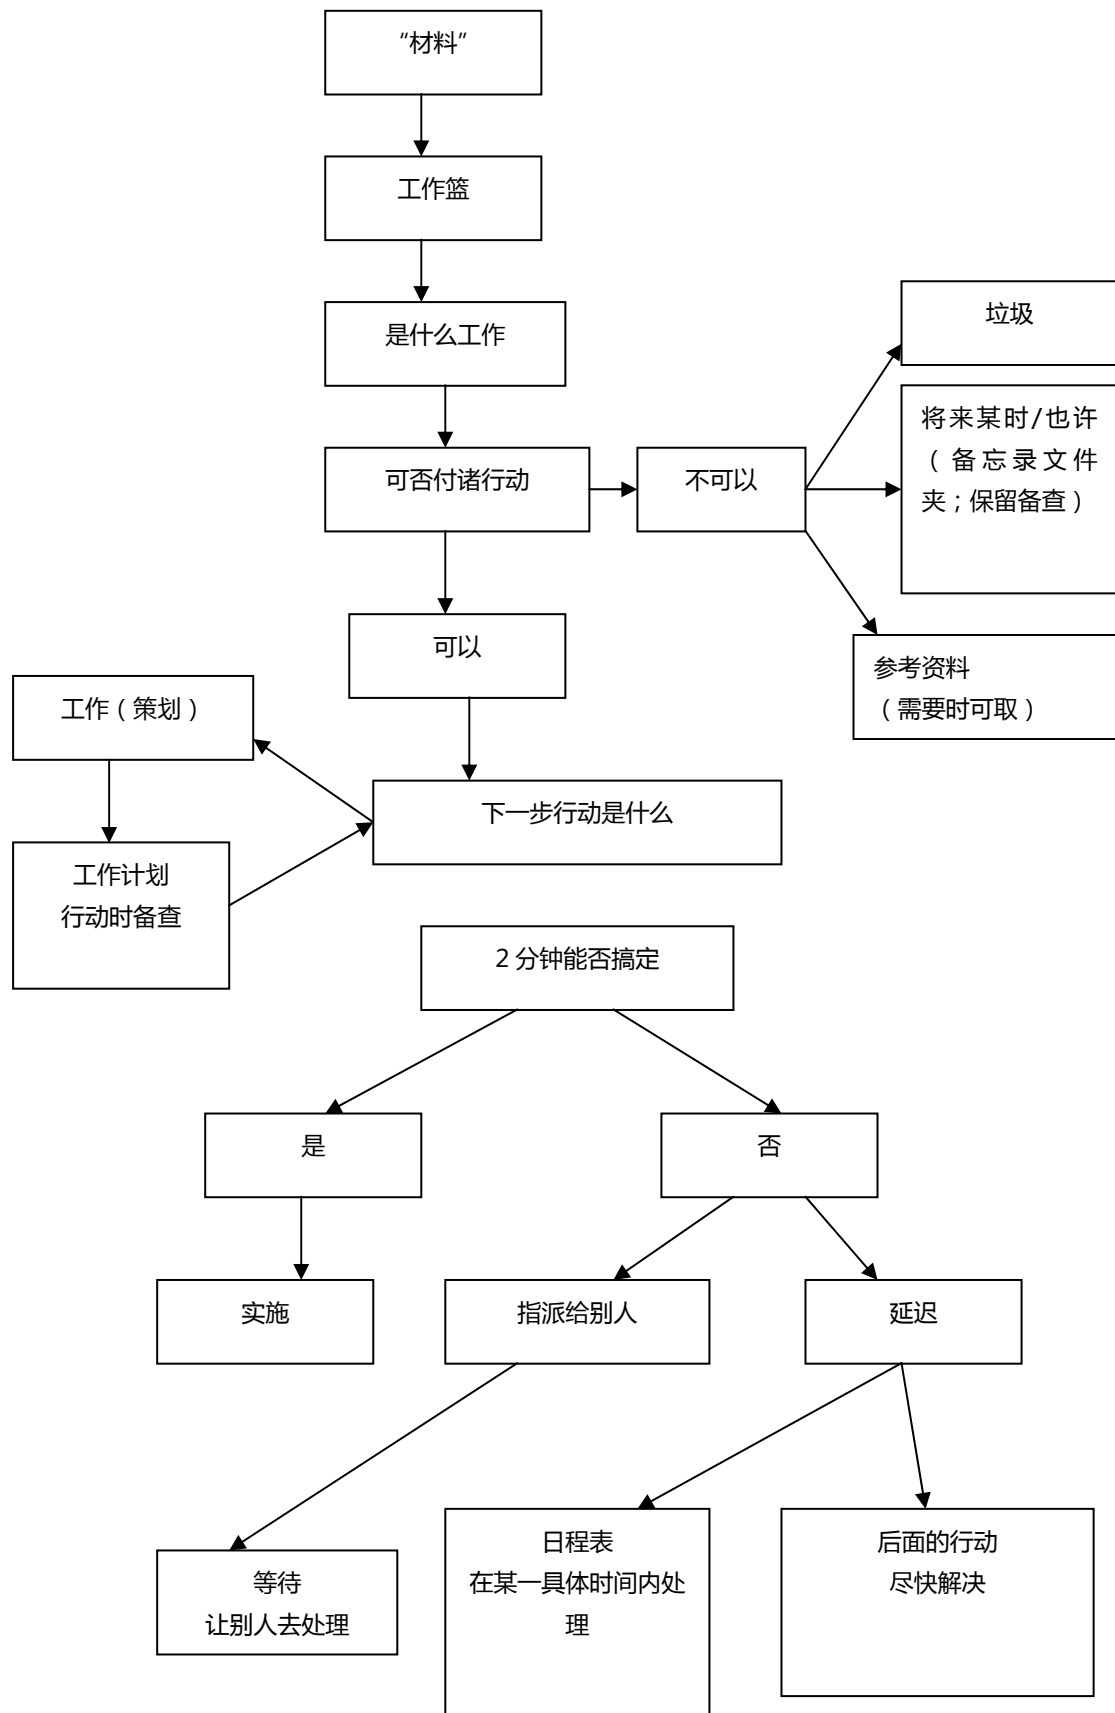 “材料”
工作篮
是什么工作
垃圾
将来某时/也许
（备忘录文件
夹；保留备查）
可否付诸行动
不可以
可以
参考资料
（需要时可取）
工作（策划）
下一步行动是什么
工作计划
行动时备查
2 分钟能否搞定
是
否
实施
指派给别人
延迟
等待
让别人去处理
日程表
在某一具体时间内处
理
后面的行动
尽快解决